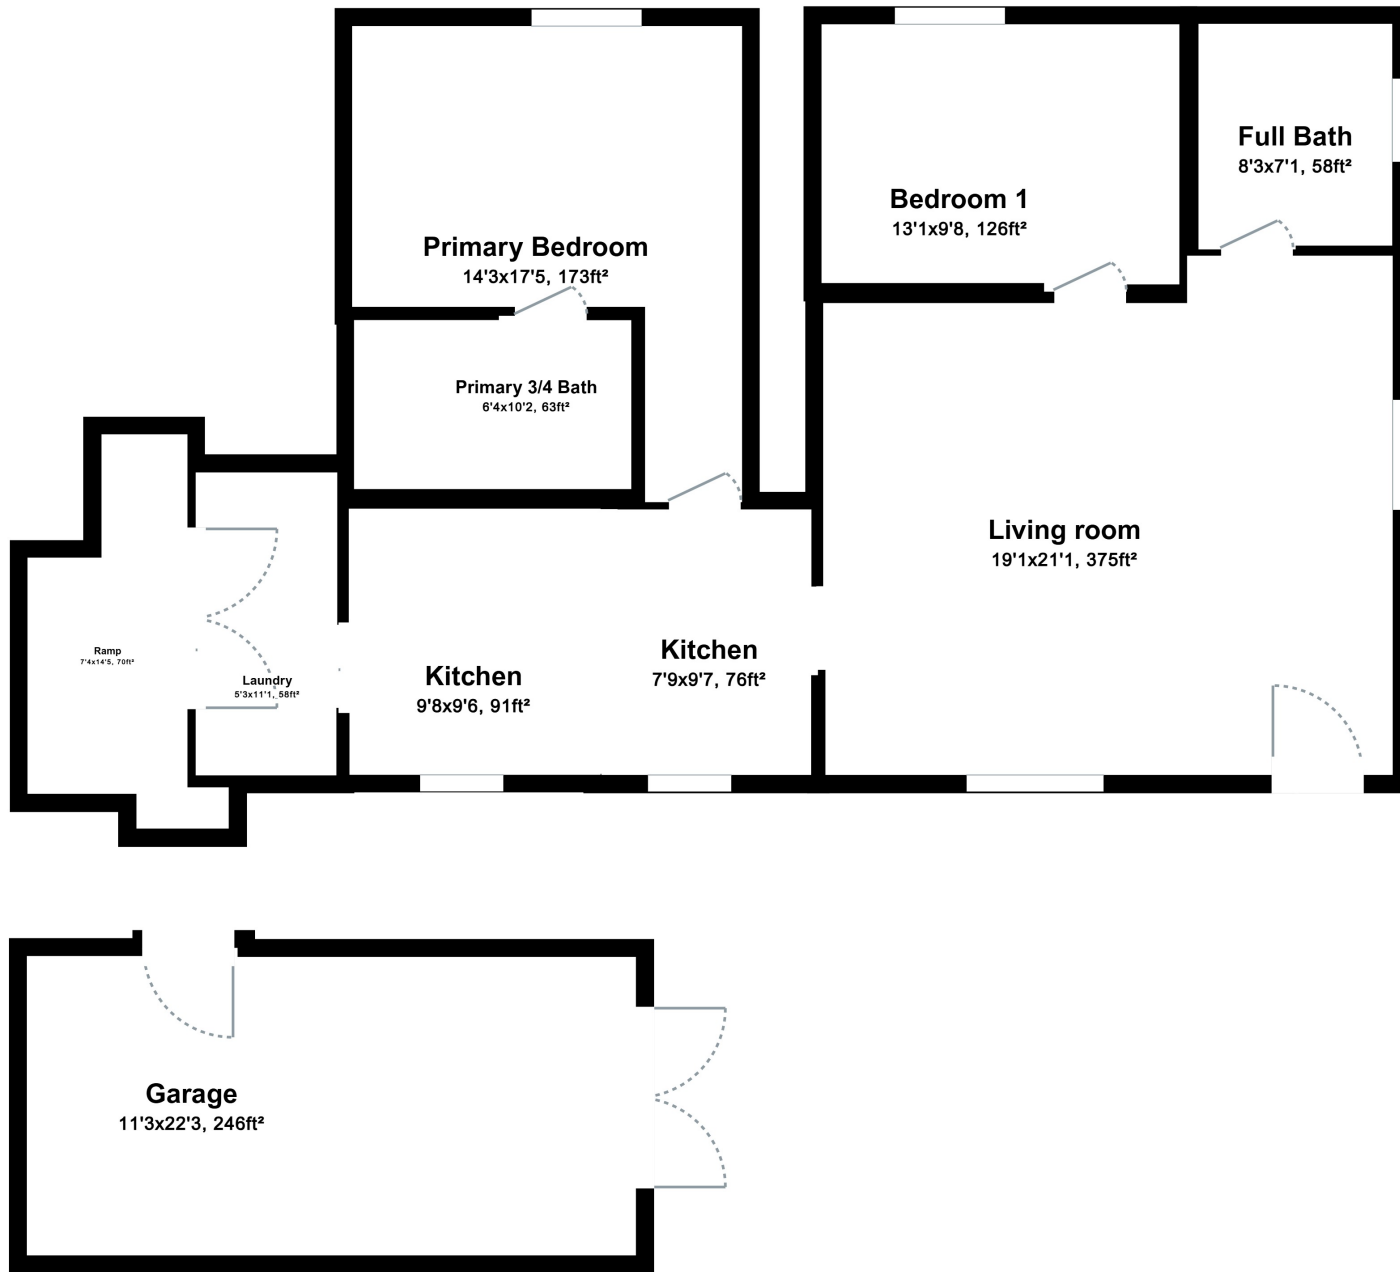 Full Bath
8'3x7'1, 58ft²
Bedroom 1
13'1x9'8, 126ft²
Primary Bedroom
14'3x17'5, 173ft²
Primary 3/4 Bath
6'4x10'2, 63ft²
Living room
19'1x21'1, 375ft²
Kitchen
7'9x9'7, 76ft²
Kitchen
9'8x9'6, 91ft²
Ramp
7'4x14'5, 70ft²
Laundry
5'3x11'1, 58ft²
Garage
11'3x22'3, 246ft²